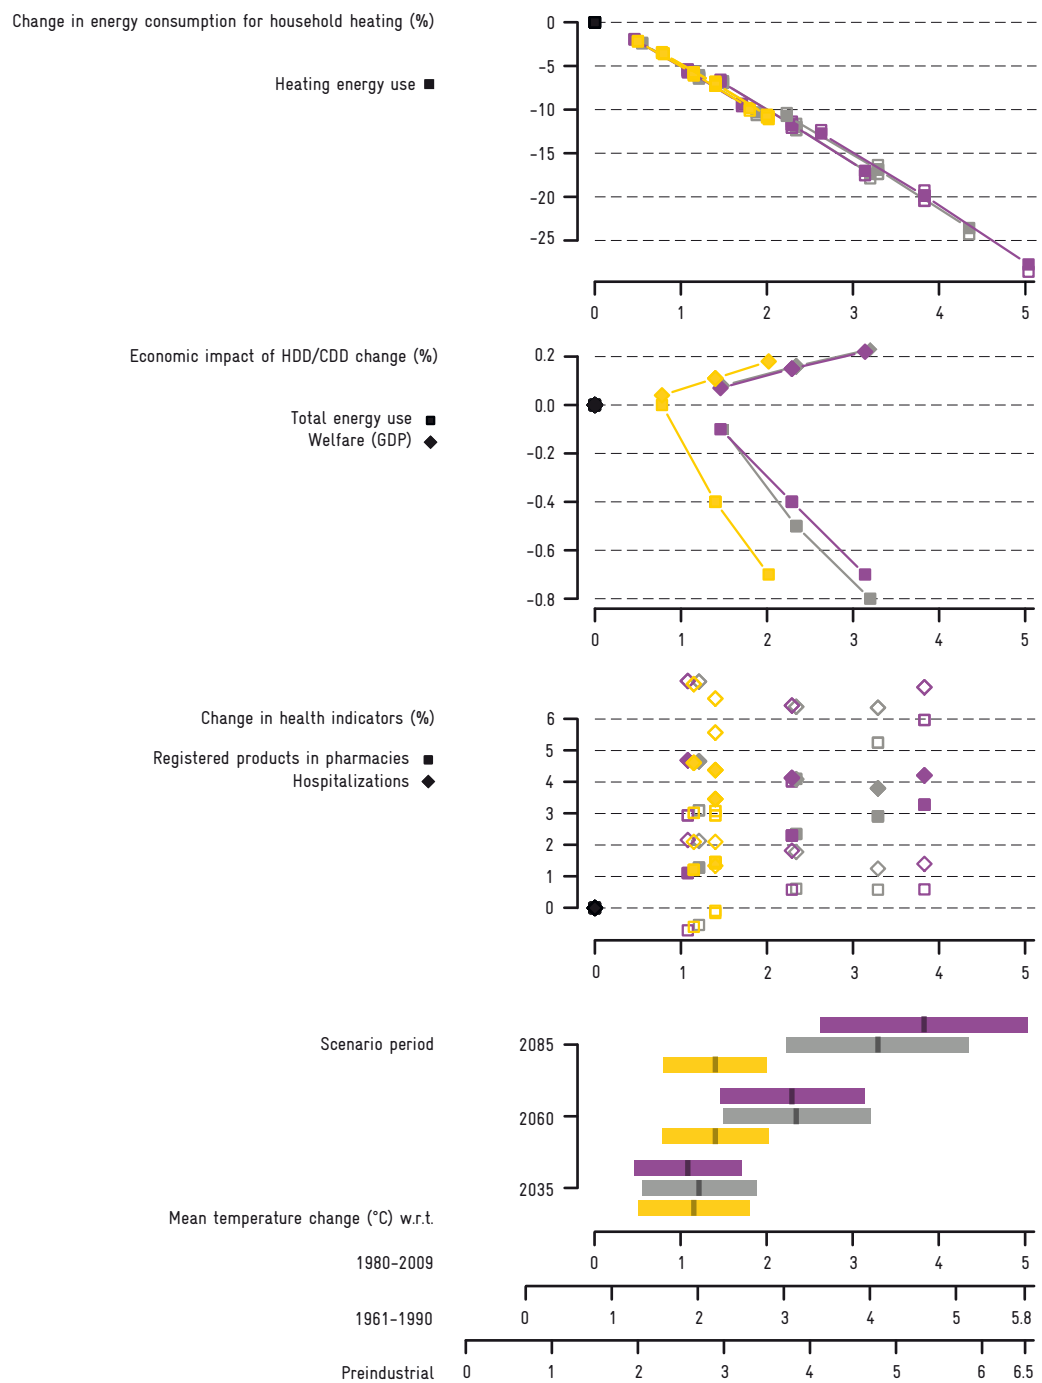 Change in energy consumption for household heating (%)
Heating energy use
0
-5
-10
-15
-20
-25
0 1 2 3 4 5
Economic impact of HDD/CDD change (%)
Total energy use
Welfare (GDP)
0.2
0.0
-0.2
-0.4
-0.6
-0.8
0 1 2 3 4 5
Change in health indicators (%)
Registered products in pharmacies
Hospitalizations
6
5
4
3
2
1
0
0 1 2 3 4 5
Scenario period
2085
2060
2035
Mean temperature change (°C) w.r.t.
1980-2009 0 1 2 3 4 5
1961-1990 0 1 2 3 4 5 5.8
Preindustrial 0 1 2 3 4 5 6 6.5